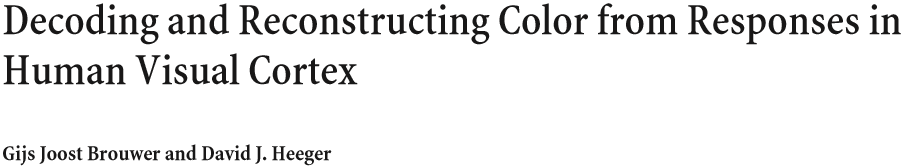 Decoding and Reconstructing Color from Responses in
Human Visual Cortex
Gijs Joost Brouwer and David J. Heeger